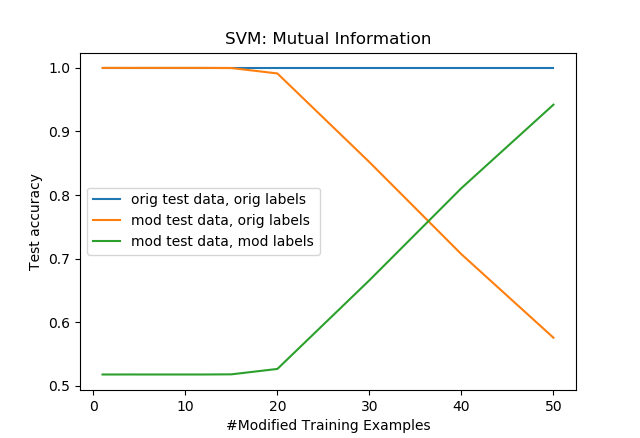 SVM: Mutual Information
1.0
0.9
0.8
0.7
0.6
0.5
Test accuracy
orig test data, orig labels
mod test data, orig labels
mod test data, mod labels
0 10 20 30 40 50
#Modified Training Examples